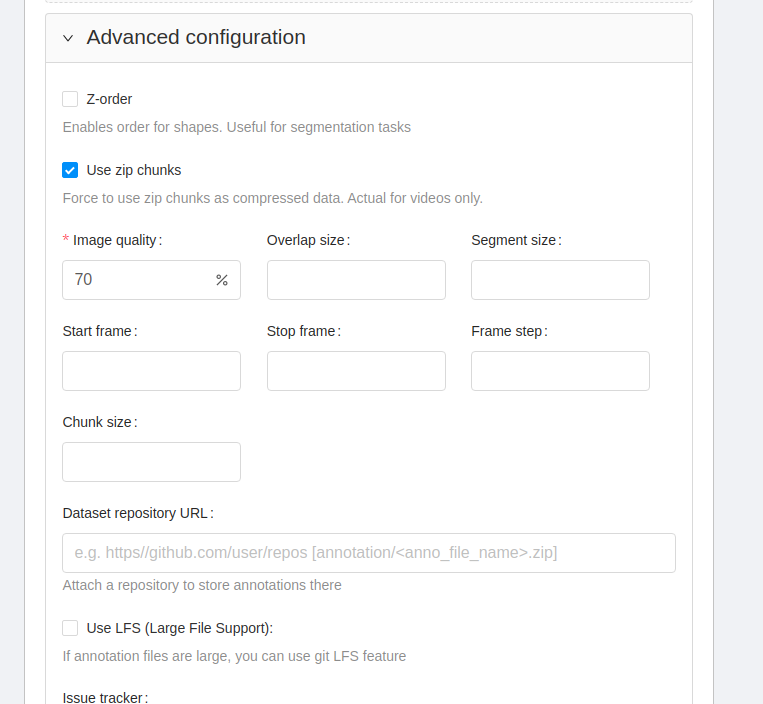 Advanced configuration
Z-order
Enables order for shapes. Useful for segmentation tasks
Use zip chunks
Force to use zip chunks as compressed data. Actual for videos only.
* Image quality: Overlap size: Segment size:
70 %
Start frame: Stop frame: Frame step:
Chunk size:
Dataset repository URL:
e.g. https//github.com/user/repos [annotation/<anno_file_name>.zip]
Attach a repository to store annotations there
Use LFS (Large File Support):
If annotation files are large, you can use git LFS feature
Issue tracker: